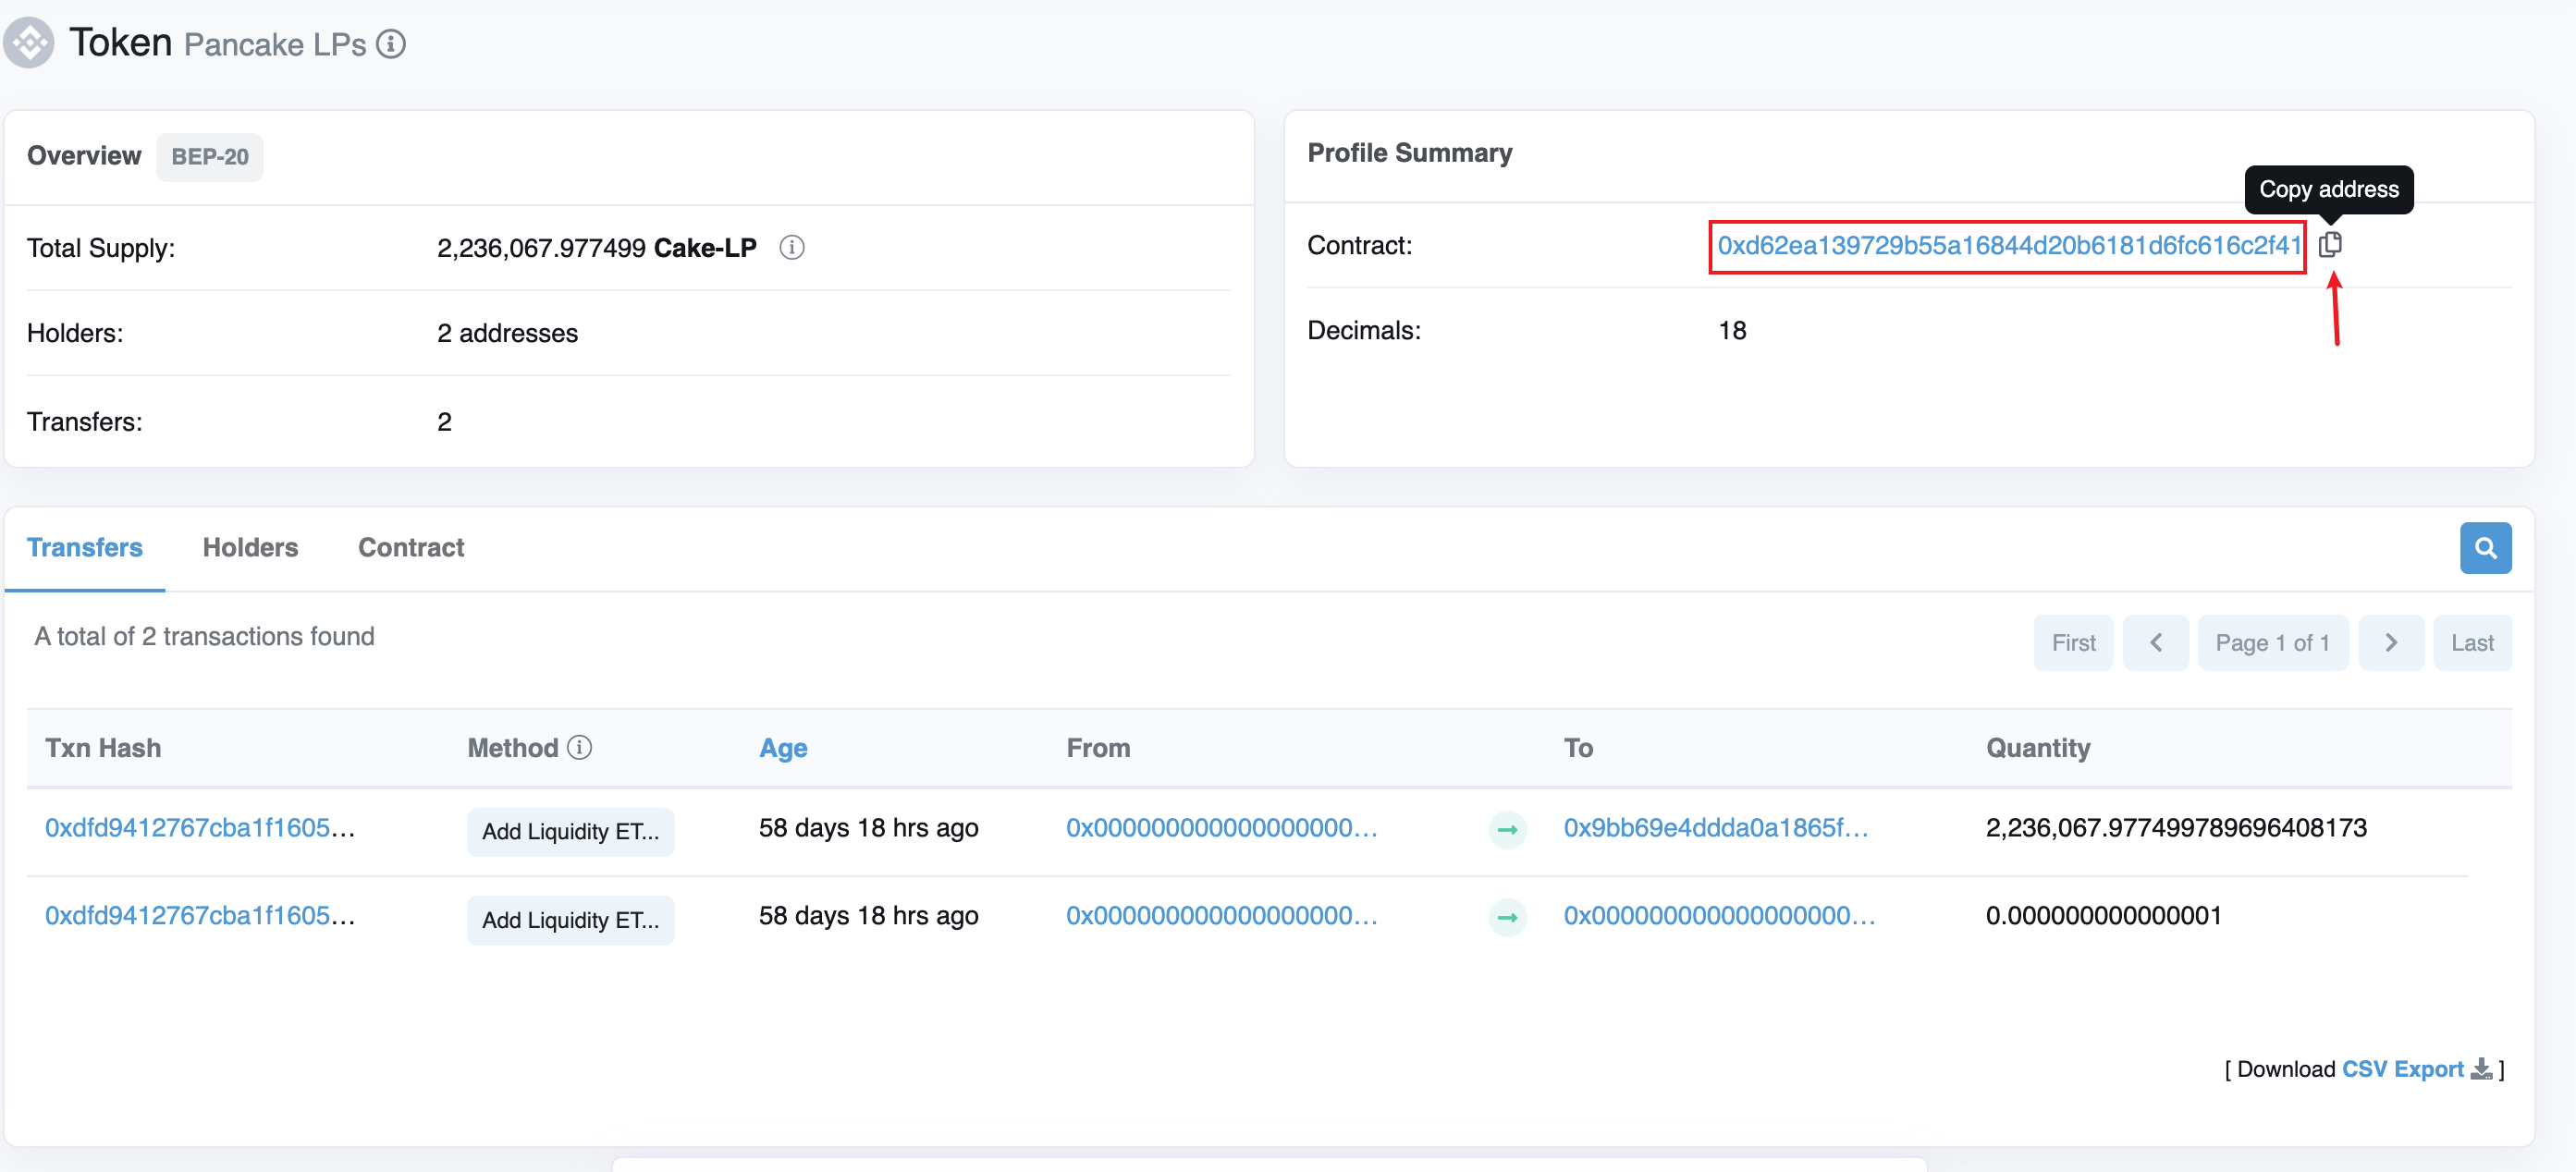 Token Pancake LPs
Overview BEP-20
Total Supply: 2,236,067.977499 Cake-LP
Holders: 2 addresses
Transfers: 2
Profile Summary
Copy address
Contract: 0xd62ea139729b55a16844d20b6181d6fc616c2f41
Decimals: 18
Transfers Holders Contract
A total of 2 transactions found
First Page 1 of 1 Last
Txn Hash Method Age From To Quantity
0xdfd9412767cba1f1605... Add Liquidity ET... 58 days 18 hrs ago 0x0000000000000000000... 0x9bb69e4ddda0a1865f... 2,236,067.977499789696408173
0xdfd9412767cba1f1605... Add Liquidity ET... 58 days 18 hrs ago 0x0000000000000000000... 0x0000000000000000000... 0.000000000000001
[ Download CSV Export ]